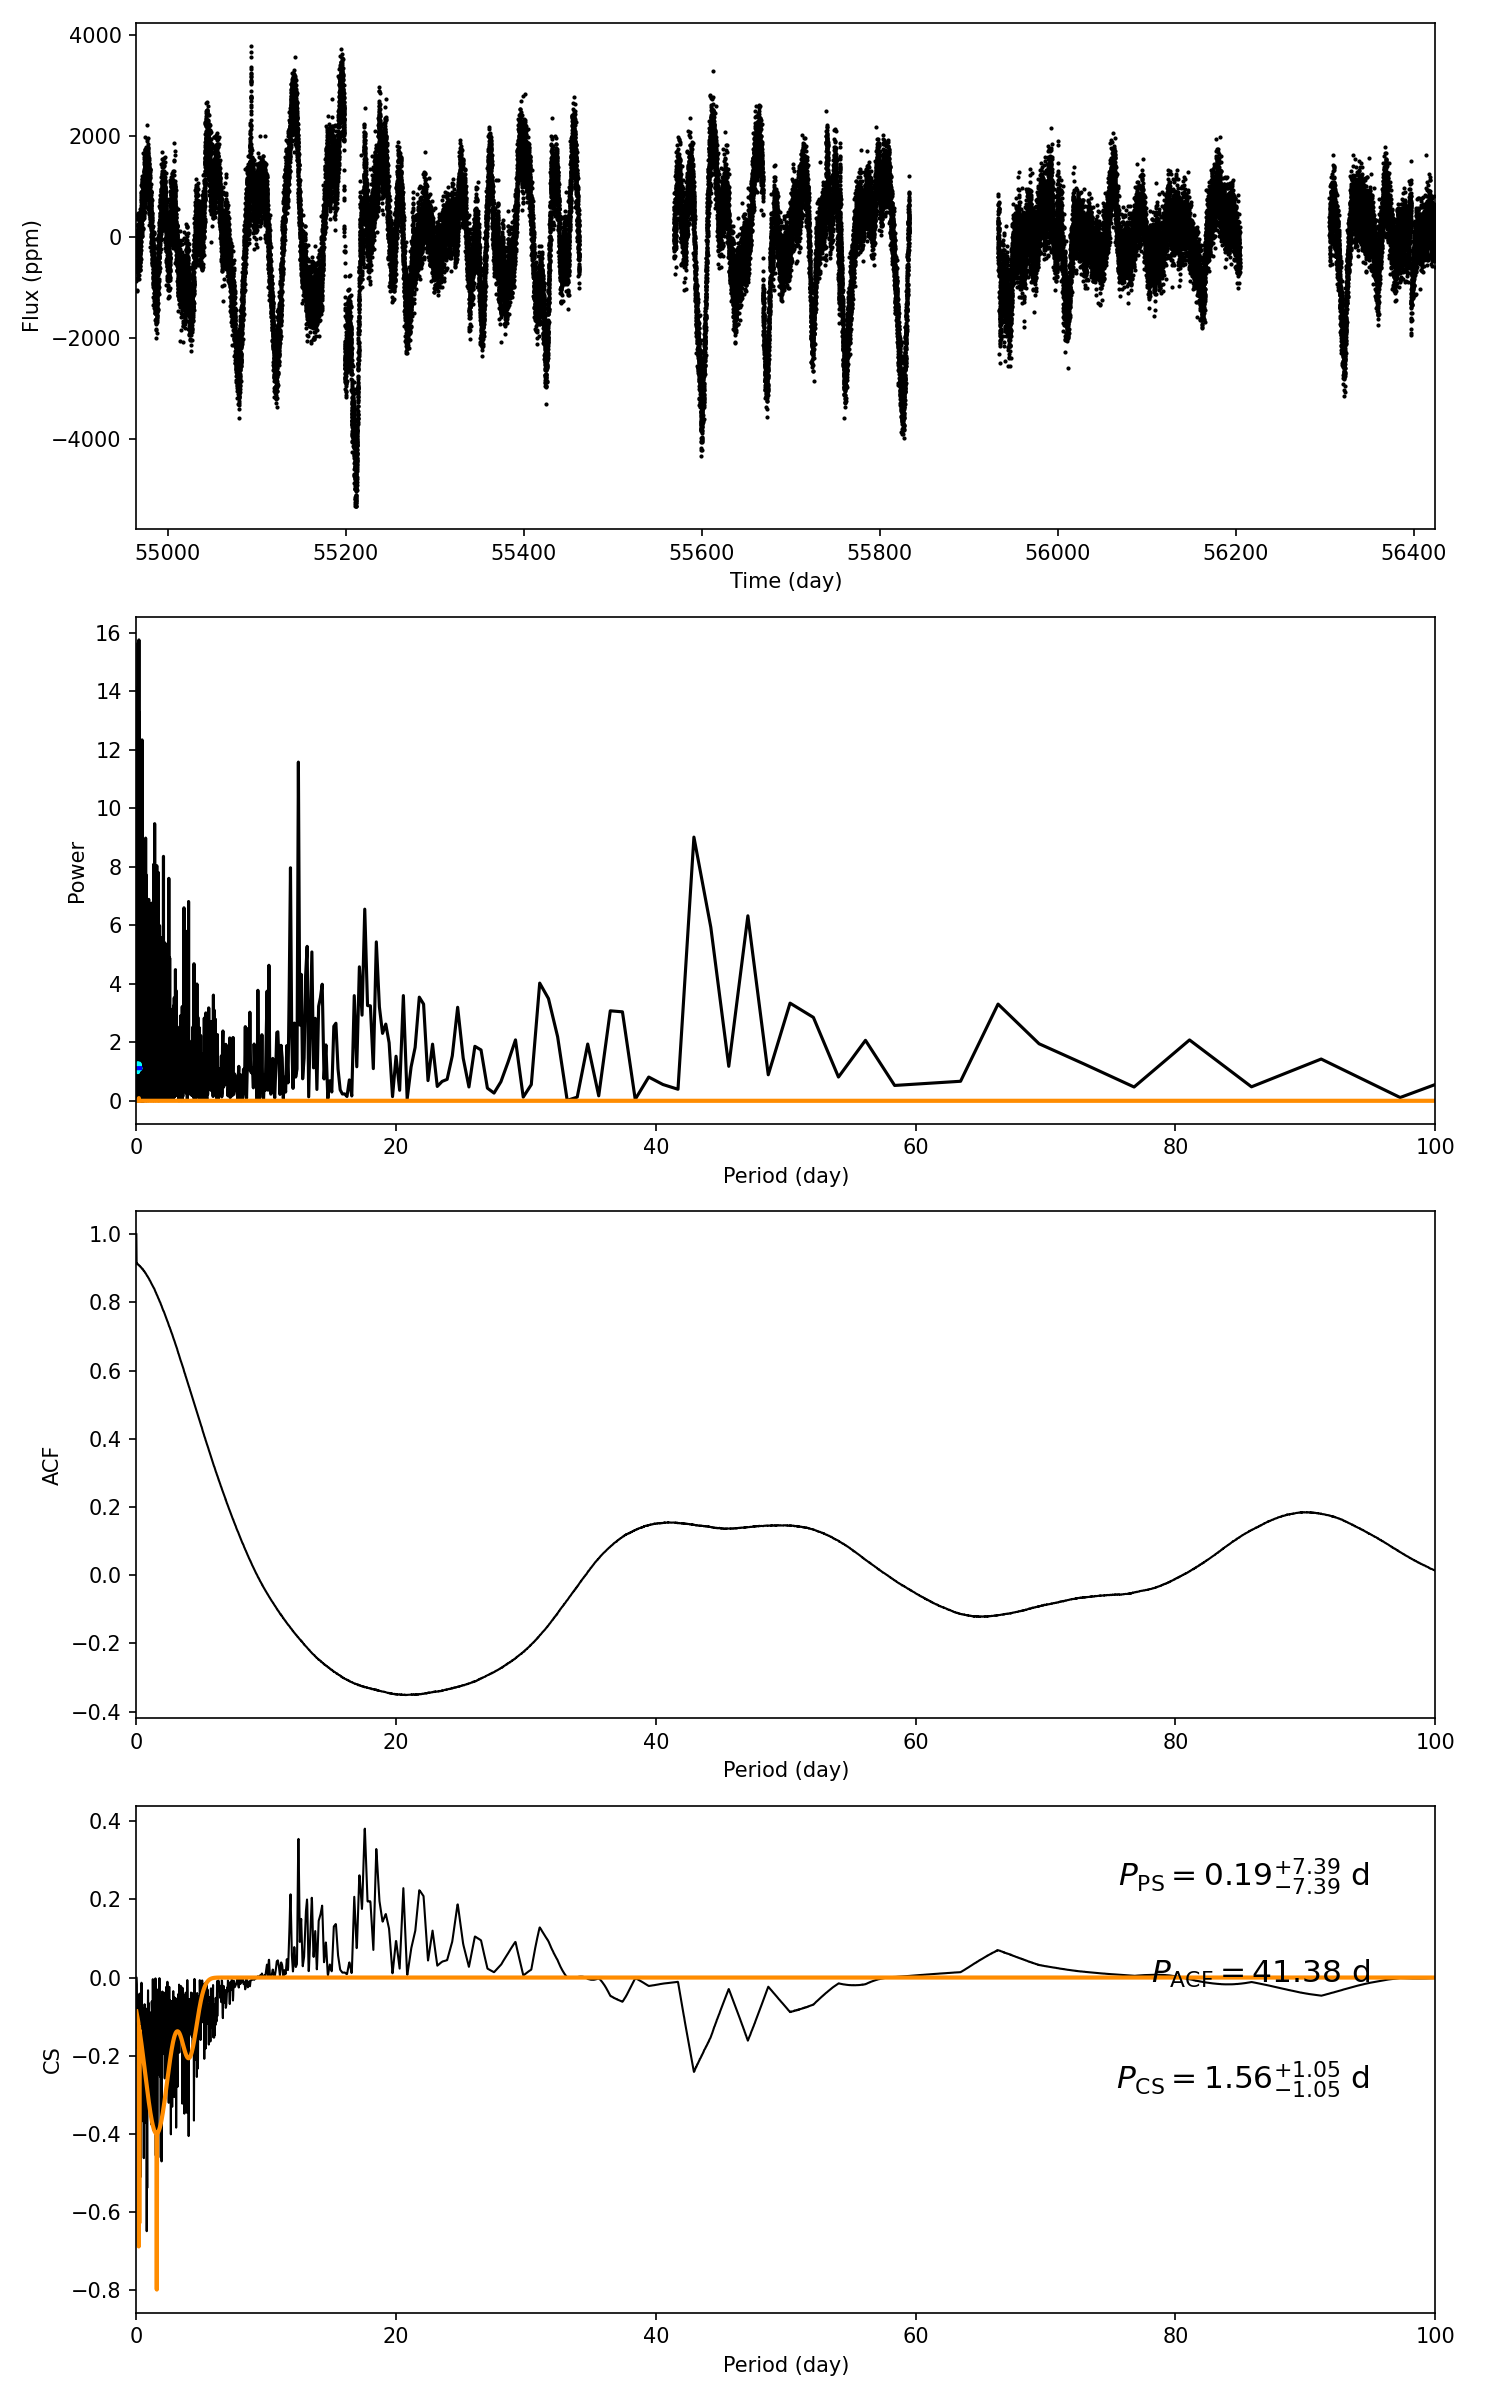 4000
2000
0
−2000
−4000
Flux (ppm)
55000 55200 55400 55600 55800 56000 56200 56400
Time (day)
16
14
12
10
8
6
4
2
0
Power
0 20 40 60 80 100
Period (day)
1.0
0.8
0.6
0.4
0.2
0.0
−0.2
−0.4
ACF
0 20 40 60 80 100
Period (day)
0.4
0.2
0.0
−0.2
−0.4
−0.6
−0.8
CS
P_PS = 0.19^{+7.39}_{−7.39} d
P_ACF = 41.38 d
P_CS = 1.56^{+1.05}_{−1.05} d
0 20 40 60 80 100
Period (day)